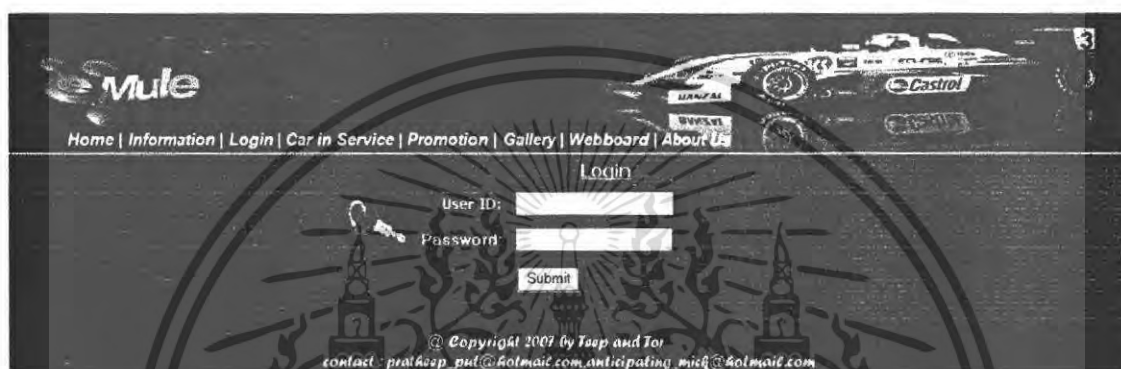 Mule
3
Castrol
Home | Information | Login | Car in Service | Promotion | Gallery | Webboard | About Us
Login
User ID:
Password:
Submit
@ Copyright 2007 by Teep and Tor
contact : pratheep_put@hotmail.com,anticipating_mick@hotmail.com